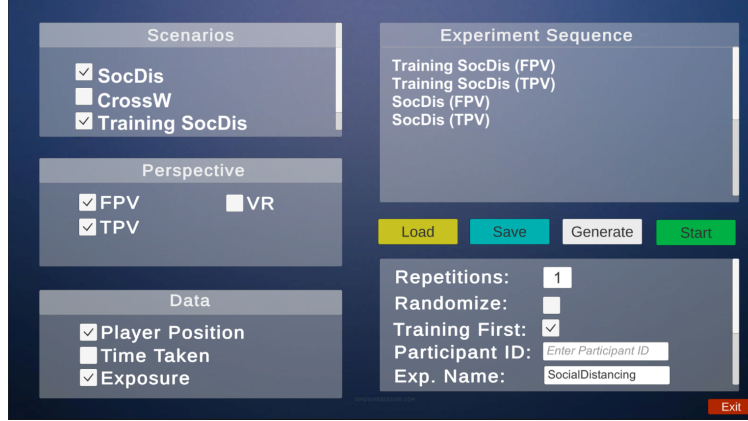 Scenarios
SocDis
CrossW
Training SocDis
Perspective
FPV
VR
TPV
Data
Player Position
Time Taken
Exposure
Experiment Sequence
Training SocDis (FPV)
Training SocDis (TPV)
SocDis (FPV)
SocDis (TPV)
Load
Save
Generate
Start
Repetitions: 1
Randomize:
Training First:
Participant ID: Enter Participant ID
Exp. Name: SocialDistancing
Exit